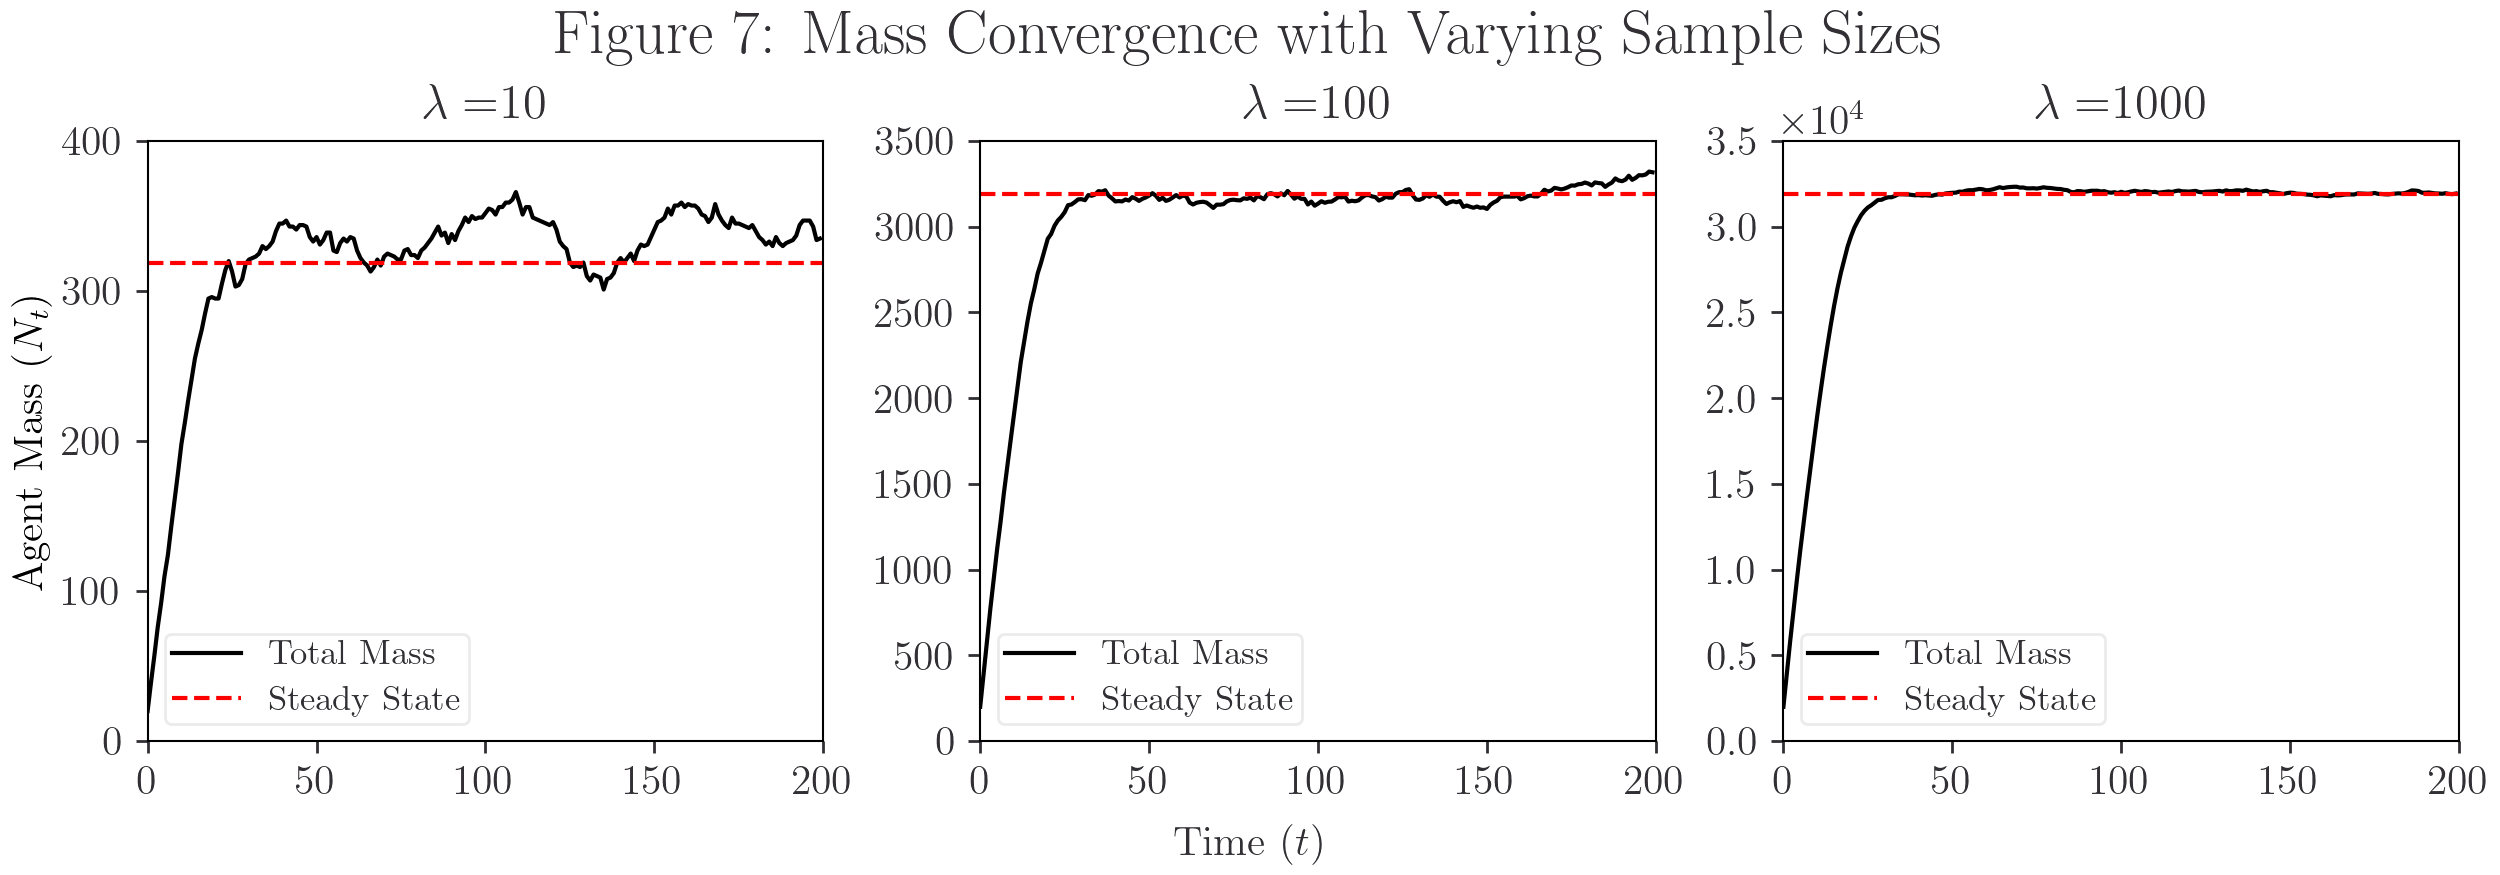 Figure 7: Mass Convergence with Varying Sample Sizes
λ =10
λ =100
λ =1000
Agent Mass (Nₜ)
400
300
200
100
0
0 50 100 150 200
Total Mass
Steady State
3500
3000
2500
2000
1500
1000
500
0
0 50 100 150 200
Total Mass
Steady State
×10⁴
3.5
3.0
2.5
2.0
1.5
1.0
0.5
0.0
0 50 100 150 200
Total Mass
Steady State
Time (t)